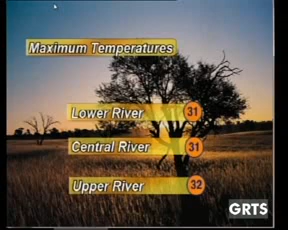 Maximum Temperatures
Lower River 31
Central River 31
Upper River 32
GRTS